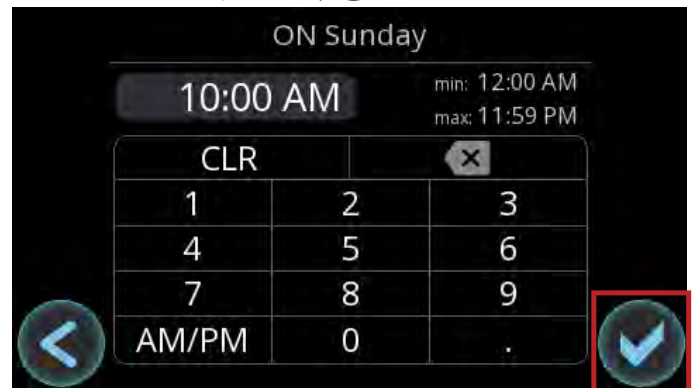 ON Sunday
10:00 AM
min: 12:00 AM
max: 11:59 PM
CLR
1 2 3
4 5 6
7 8 9
AM/PM 0 .